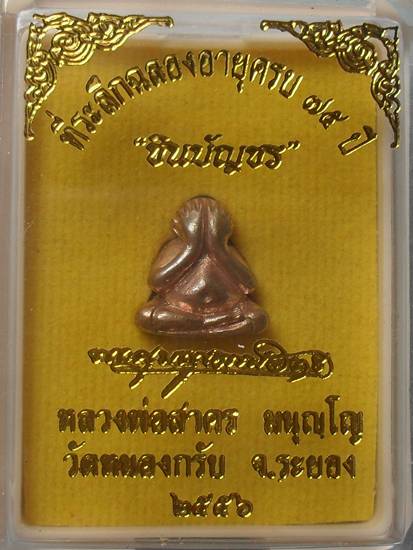 ที่ระลึกฉลองอายุครบ ๗๕ ปี
"ชินบัญชร"
หลวงพ่อสาคร มนุญฺโญ
วัดหนองกรับ จ.ระยอง
๒๕๕๖